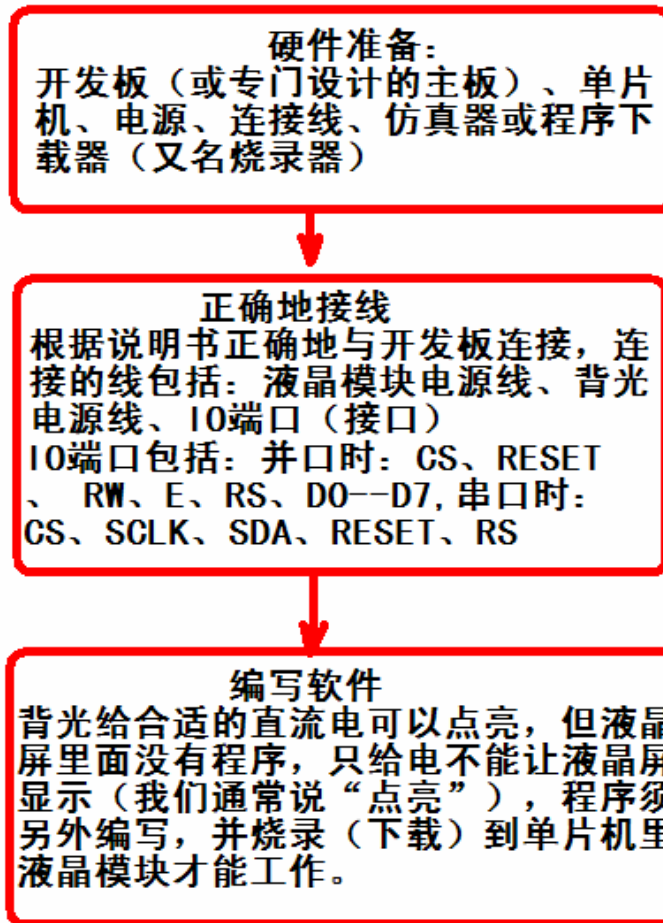 硬件准备：
开发板（或专门设计的主板）、单片
机、电源、连接线、仿真器或程序下
载器（又名烧录器）
正确地接线
根据说明书正确地与开发板连接，连
接的线包括：液晶模块电源线、背光
电源线、IO端口（接口）
IO端口包括：并口时：CS、RESET
、 RW、E、RS、D0--D7,串口时：
CS、SCLK、SDA、RESET、RS
编写软件
背光给合适的直流电可以点亮，但液晶
屏里面没有程序，只给电不能让液晶屏
显示（我们通常说“点亮”），程序须
另外编写，并烧录（下载）到单片机里
液晶模块才能工作。